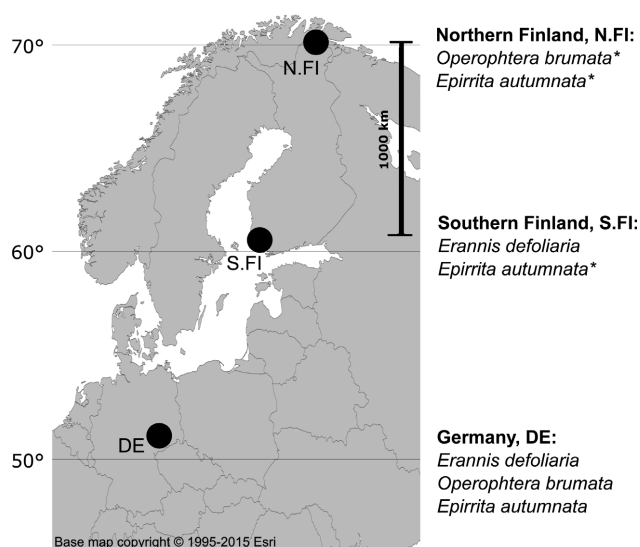 70°
N.FI
1000 km
60°
S.FI
50°
DE
Base map copyright © 1995-2015 Esri
Northern Finland, N.FI:
Operophtera brumata*
Epirrita autumnata*
Southern Finland, S.FI:
Erannis defoliaria
Epirrita autumnata*
Germany, DE:
Erannis defoliaria
Operophtera brumata
Epirrita autumnata